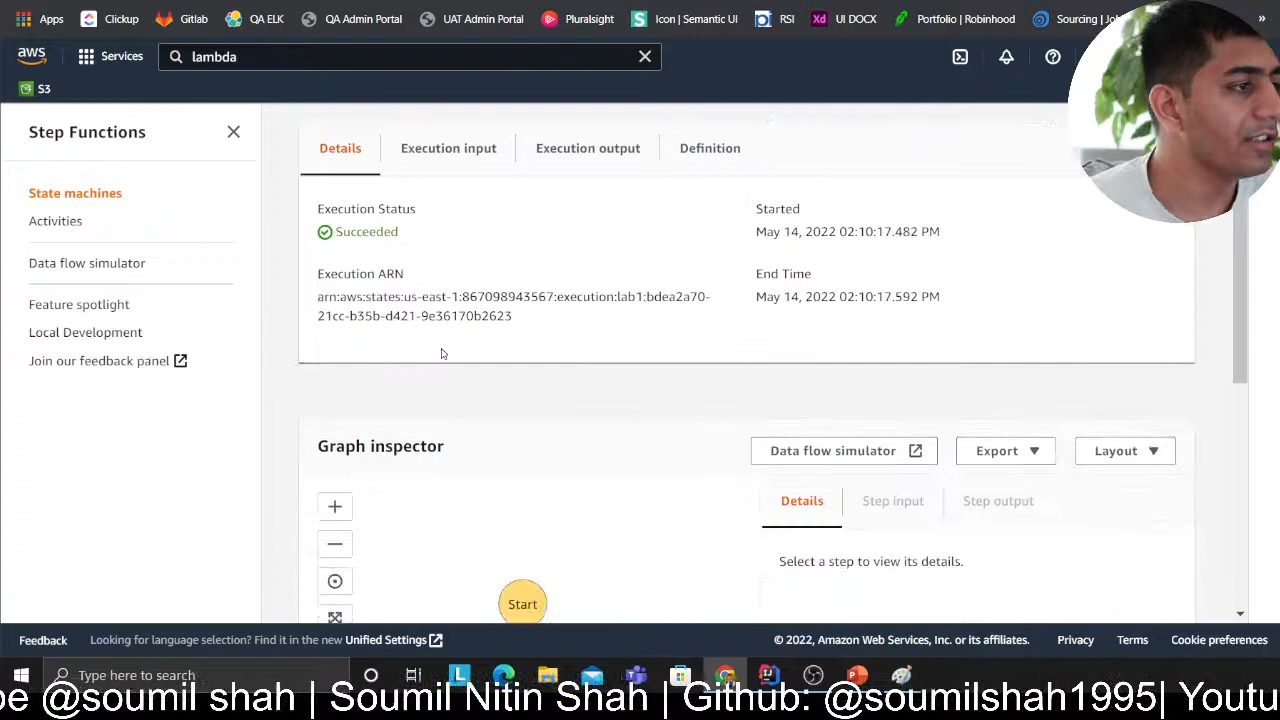 Apps
Clickup
Gitlab
QA ELK
QA Admin Portal
UAT Admin Portal
Pluralsight
Icon | Semantic UI
RSI
UI DOCX
Portfolio | Robinhood
Sourcing | Jo
»
aws
Services
lambda
S3
Step Functions
State machines
Activities
Data flow simulator
Feature spotlight
Local Development
Join our feedback panel
Details
Execution input
Execution output
Definition
Execution Status
Succeeded
Started
May 14, 2022 02:10:17.482 PM
Execution ARN
arn:aws:states:us-east-1:867098943567:execution:lab1:bdea2a70-
21cc-b35b-d421-9e36170b2623
End Time
May 14, 2022 02:10:17.592 PM
Graph inspector
Data flow simulator
Export
Layout
Details
Step input
Step output
Select a step to view its details.
Start
Feedback
Looking for language selection? Find it in the new Unified Settings
© 2022, Amazon Web Services, Inc. or its affiliates.
Privacy
Terms
Cookie preferences
Type here to search
be @soumil shah | Soumil Nitin Shah | Github: @soumilshah1995| Youtu